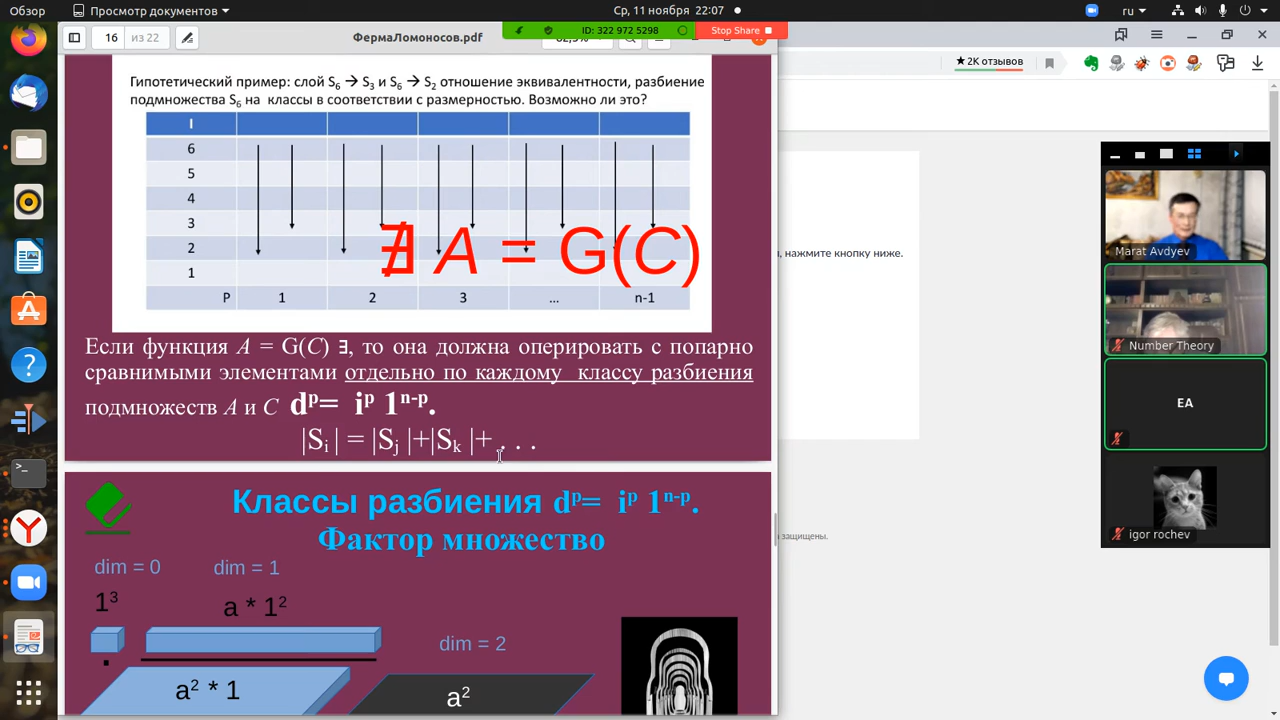 Обзор
Просмотр документов
Ср, 11 ноября 22:07
ru
16
из 22
ФермаЛомоносов.pdf
ID: 322 972 5298
Stop Share
★2K отзывов
Гипотетический пример: слой S6 → S3 и S6 → S2 отношение эквивалентности, разбиение
подмножества S6 на классы в соответствии с размерностью. Возможно ли это?
I
6
5
4
3
2
1
P 1 2 3 ... n-1
∄ A = G(C)
Если функция A = G(C) ∃, то она должна оперировать с попарно
сравнимыми элементами отдельно по каждому классу разбиения
подмножеств A и C dᵖ= iᵖ 1ⁿ⁻ᵖ.
|Si | = |Sj |+|Sk |+ . . .
Классы разбиения dᵖ= iᵖ 1ⁿ⁻ᵖ.
Фактор множество
dim = 0 dim = 1
1³ a * 1²
dim = 2
a² * 1
a²
, нажмите кнопку ниже.
защищены.
Marat Avdyev
Number Theory
EA
igor rochev